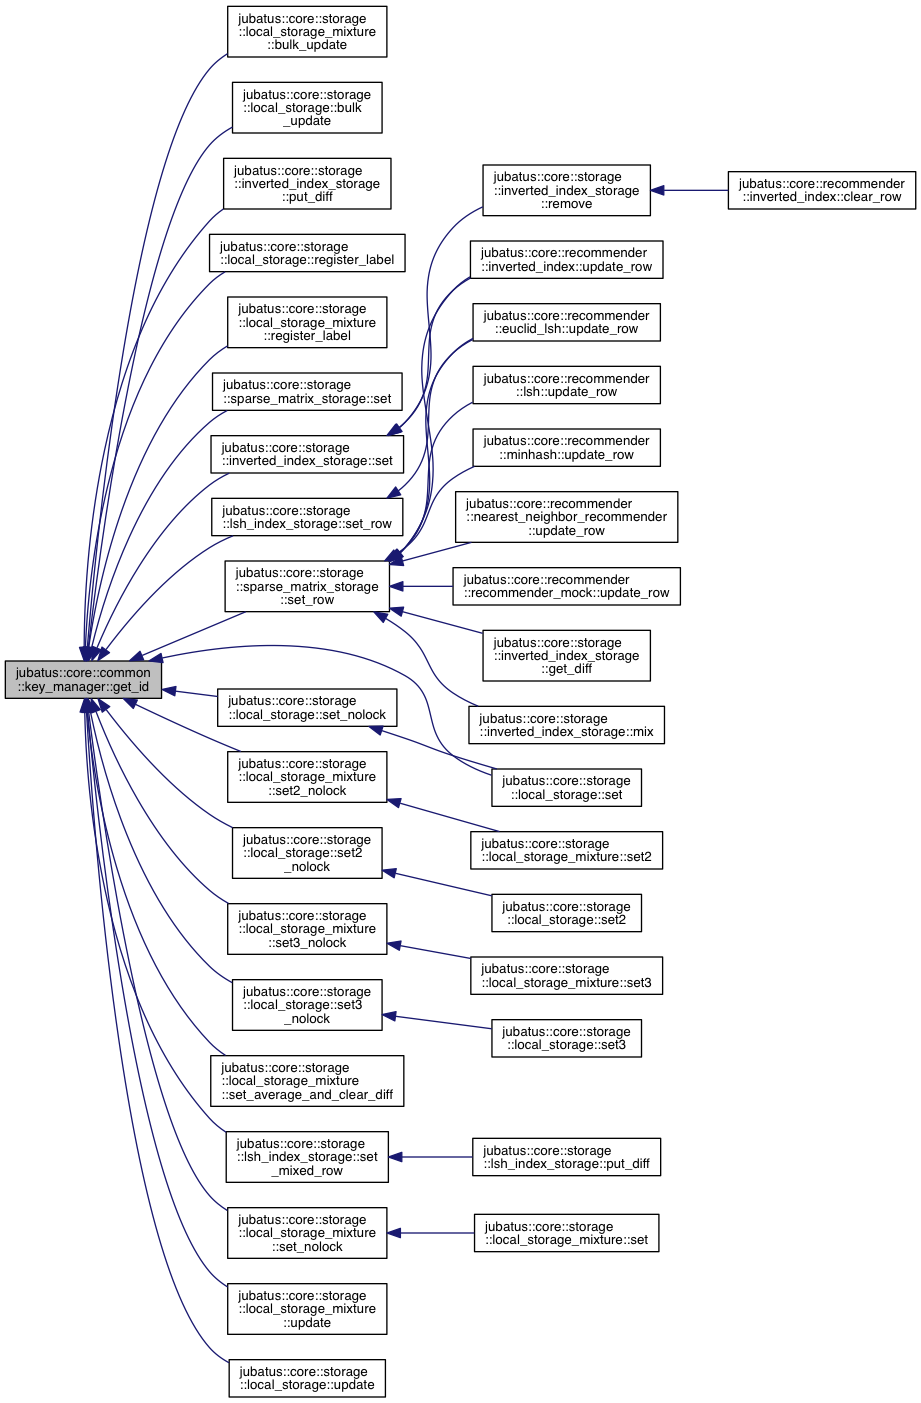 jubatus::core::storage
::local_storage_mixture
::bulk_update
jubatus::core::storage
::local_storage::bulk
_update
jubatus::core::storage
::inverted_index_storage
::put_diff
jubatus::core::storage
::local_storage::register_label
jubatus::core::storage
::local_storage_mixture
::register_label
jubatus::core::storage
::sparse_matrix_storage::set
jubatus::core::storage
::inverted_index_storage::set
jubatus::core::storage
::lsh_index_storage::set_row
jubatus::core::storage
::sparse_matrix_storage
::set_row
jubatus::core::common
::key_manager::get_id
jubatus::core::storage
::local_storage::set_nolock
jubatus::core::storage
::local_storage_mixture
::set2_nolock
jubatus::core::storage
::local_storage::set2
_nolock
jubatus::core::storage
::local_storage_mixture
::set3_nolock
jubatus::core::storage
::local_storage::set3
_nolock
jubatus::core::storage
::local_storage_mixture
::set_average_and_clear_diff
jubatus::core::storage
::lsh_index_storage::set
_mixed_row
jubatus::core::storage
::local_storage_mixture
::set_nolock
jubatus::core::storage
::local_storage_mixture
::update
jubatus::core::storage
::local_storage::update
jubatus::core::storage
::inverted_index_storage
::remove
jubatus::core::recommender
::inverted_index::update_row
jubatus::core::recommender
::euclid_lsh::update_row
jubatus::core::recommender
::lsh::update_row
jubatus::core::recommender
::minhash::update_row
jubatus::core::recommender
::nearest_neighbor_recommender
::update_row
jubatus::core::recommender
::recommender_mock::update_row
jubatus::core::storage
::inverted_index_storage
::get_diff
jubatus::core::storage
::inverted_index_storage::mix
jubatus::core::storage
::local_storage::set
jubatus::core::storage
::local_storage_mixture::set2
jubatus::core::storage
::local_storage::set2
jubatus::core::storage
::local_storage_mixture::set3
jubatus::core::storage
::local_storage::set3
jubatus::core::storage
::lsh_index_storage::put_diff
jubatus::core::storage
::local_storage_mixture::set
jubatus::core::recommender
::inverted_index::clear_row